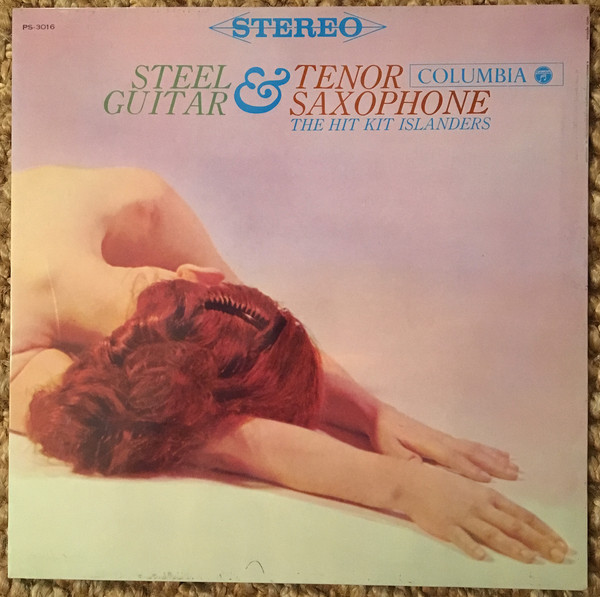 PS-3016
STEREO
STEEL GUITAR & TENOR SAXOPHONE
COLUMBIA
THE HIT KIT ISLANDERS